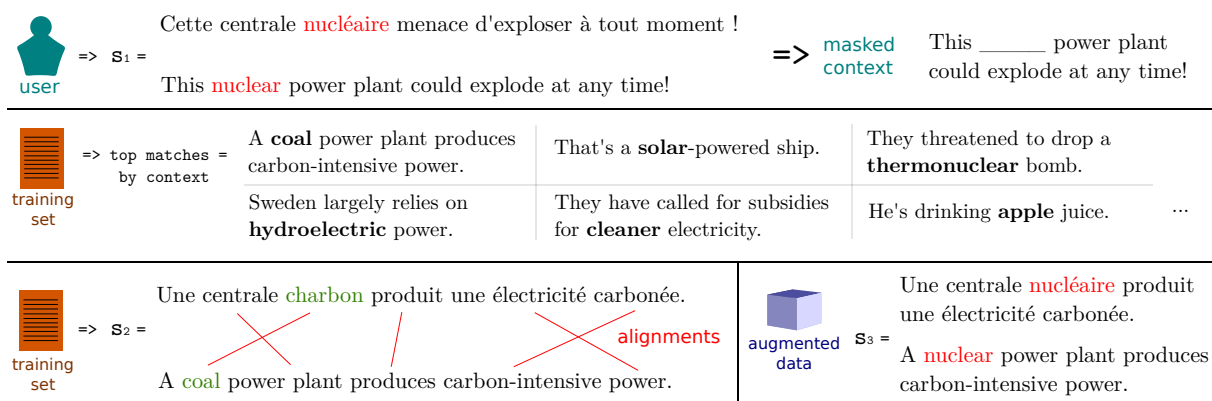 Cette centrale nucléaire menace d'exploser à tout moment !
user => S1 =
This nuclear power plant could explode at any time!
=> masked context
This ______ power plant
could explode at any time!
training set => top matches = by context
A coal power plant produces
carbon-intensive power.
That's a solar-powered ship.
They threatened to drop a
thermonuclear bomb.
Sweden largely relies on
hydroelectric power.
They have called for subsidies
for cleaner electricity.
He's drinking apple juice.
...
training set => S2 =
Une centrale charbon produit une électricité carbonée.
alignments
A coal power plant produces carbon-intensive power.
augmented data S3 =
Une centrale nucléaire produit
une électricité carbonée.
A nuclear power plant produces
carbon-intensive power.